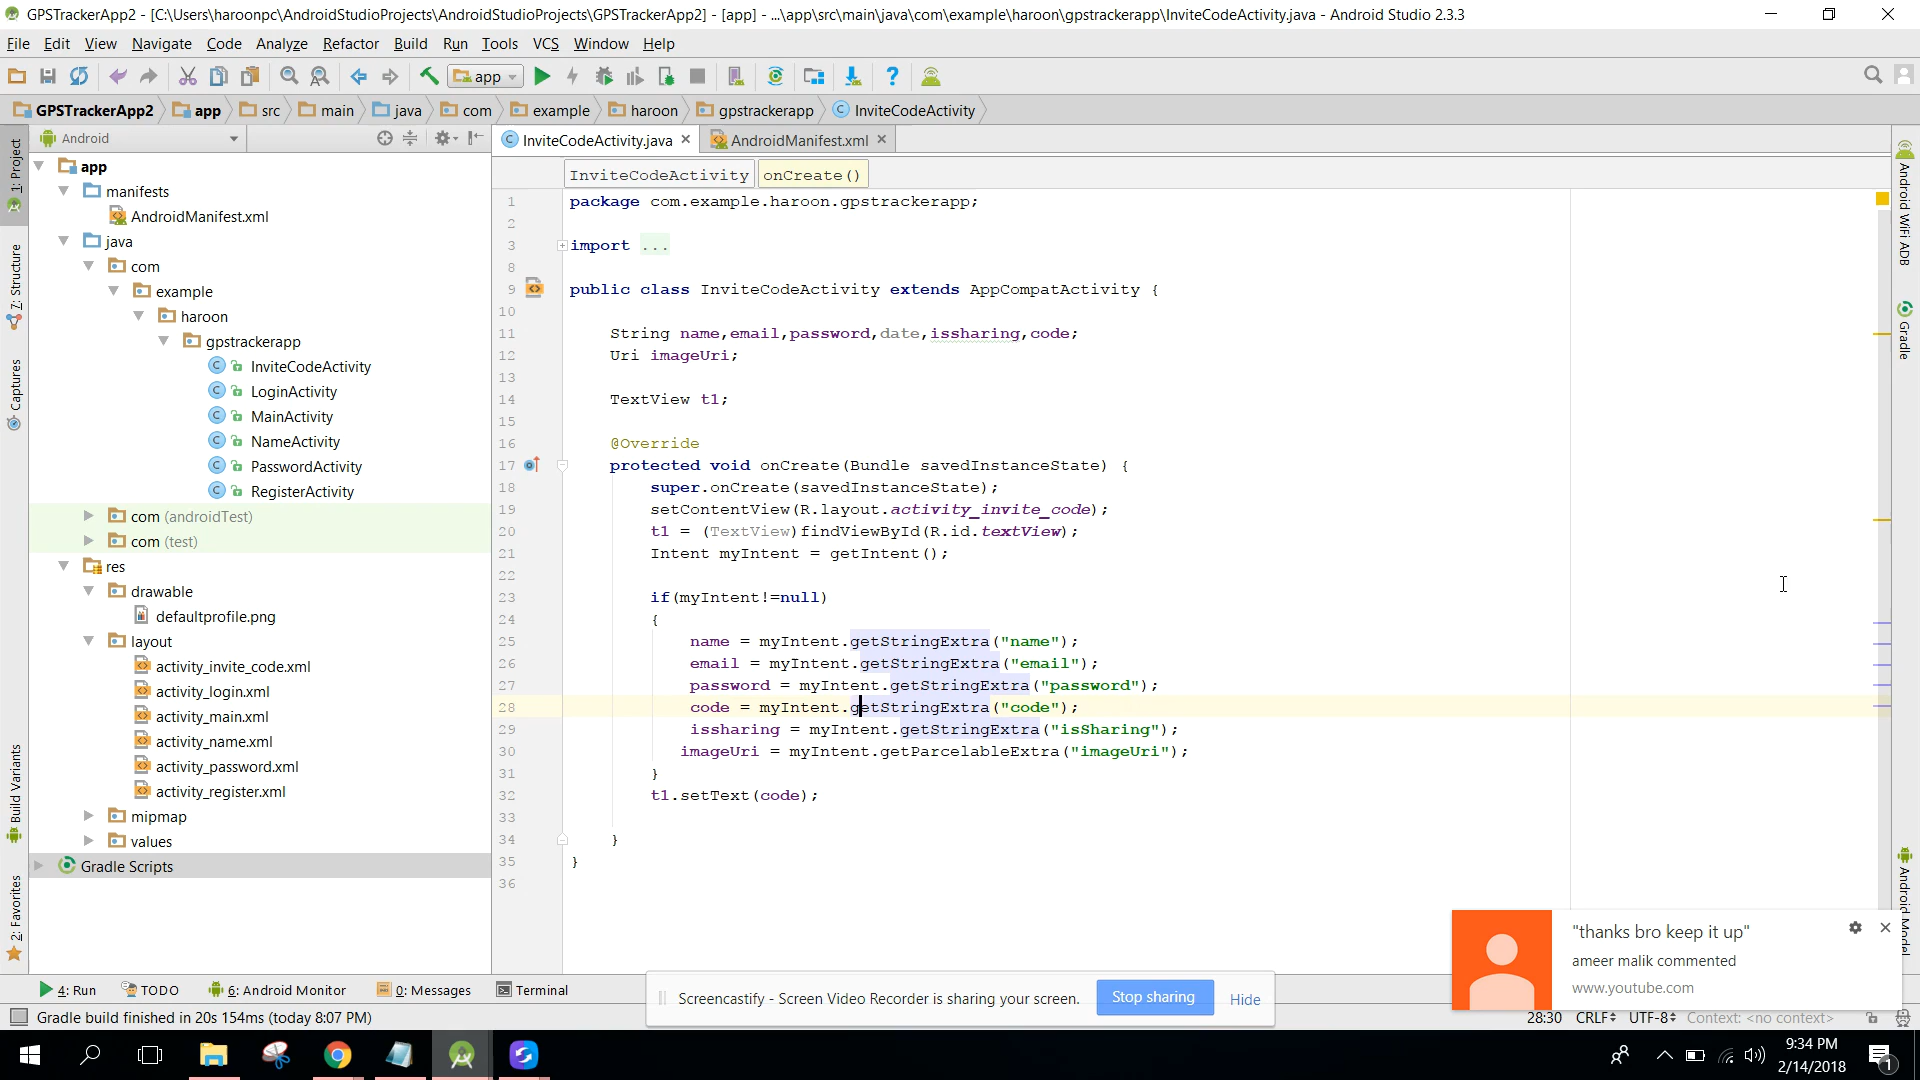 GPSTrackerApp2 - [C:\Users\haroonpc\AndroidStudioProjects\AndroidStudioProjects\GPSTrackerApp2] - [app] - ...\app\src\main\java\com\example\haroon\gpstrackerapp\InviteCodeActivity.java - Android Studio 2.3.3
File Edit View Navigate Code Analyze Refactor Build Run Tools VCS Window Help
app
GPSTrackerApp2 app src main java com example haroon gpstrackerapp InviteCodeActivity
Android
InviteCodeActivity.java AndroidManifest.xml
InviteCodeActivity onCreate()
1: Project
7: Structure
Captures
Build Variants
2: Favorites
app
manifests
AndroidManifest.xml
java
com
example
haroon
gpstrackerapp
InviteCodeActivity
LoginActivity
MainActivity
NameActivity
PasswordActivity
RegisterActivity
com (androidTest)
com (test)
res
drawable
defaultprofile.png
layout
activity_invite_code.xml
activity_login.xml
activity_main.xml
activity_name.xml
activity_password.xml
activity_register.xml
mipmap
values
Gradle Scripts
1 package com.example.haroon.gpstrackerapp;
2
3 import ...
8
9 public class InviteCodeActivity extends AppCompatActivity {
10
11 String name,email,password,date,issharing,code;
12 Uri imageUri;
13
14 TextView t1;
15
16 @Override
17 protected void onCreate(Bundle savedInstanceState) {
18 super.onCreate(savedInstanceState);
19 setContentView(R.layout.activity_invite_code);
20 t1 = (TextView)findViewById(R.id.textView);
21 Intent myIntent = getIntent();
22
23 if(myIntent!=null)
24 {
25 name = myIntent.getStringExtra("name");
26 email = myIntent.getStringExtra("email");
27 password = myIntent.getStringExtra("password");
28 code = myIntent.getStringExtra("code");
29 issharing = myIntent.getStringExtra("isSharing");
30 imageUri = myIntent.getParcelableExtra("imageUri");
31 }
32 t1.setText(code);
33
34 }
35 }
36
Android WiFi ADB
Gradle
Android Model
"thanks bro keep it up"
ameer malik commented
www.youtube.com
4: Run TODO 6: Android Monitor 0: Messages Terminal
Screencastify - Screen Video Recorder is sharing your screen. Stop sharing Hide
Gradle build finished in 20s 154ms (today 8:07 PM)
28:30 CRLF UTF-8 Context: <no context>
9:34 PM
2/14/2018
1